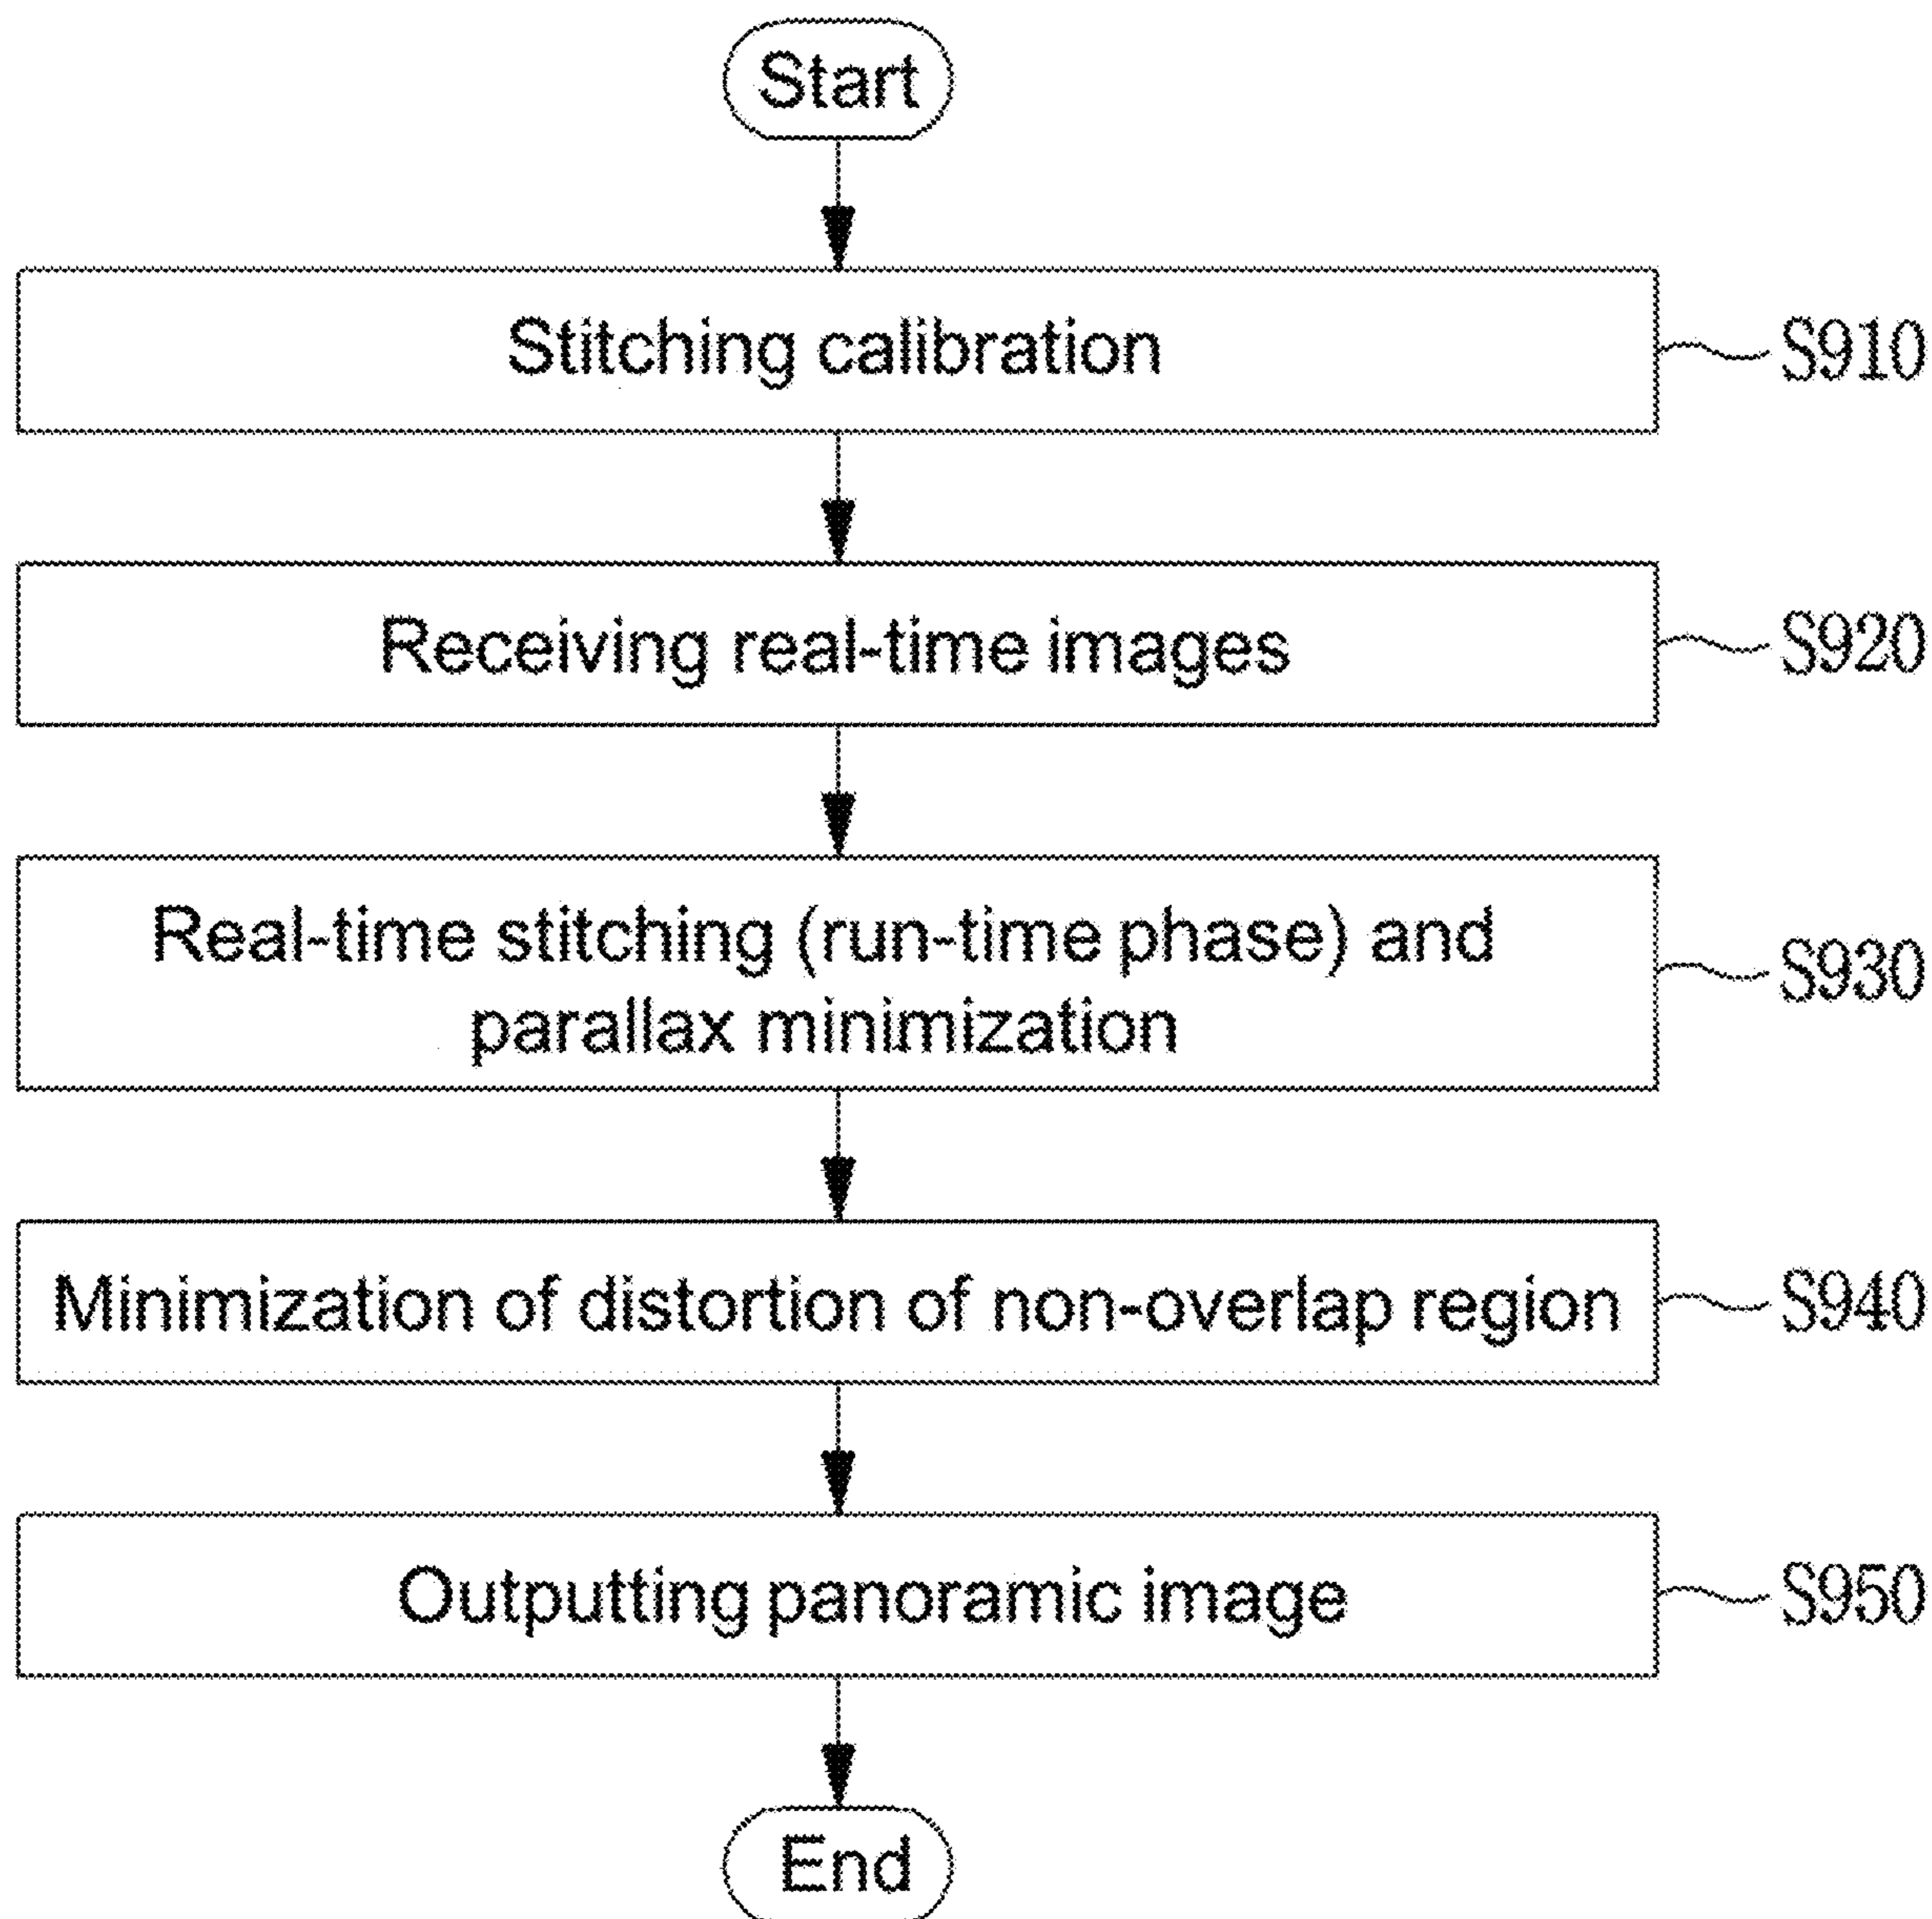 Start
Stitching calibration
S910
Receiving real-time images
S920
Real-time stitching (run-time phase) and
parallax minimization
S930
Minimization of distortion of non-overlap region
S940
Outputting panoramic image
S950
End